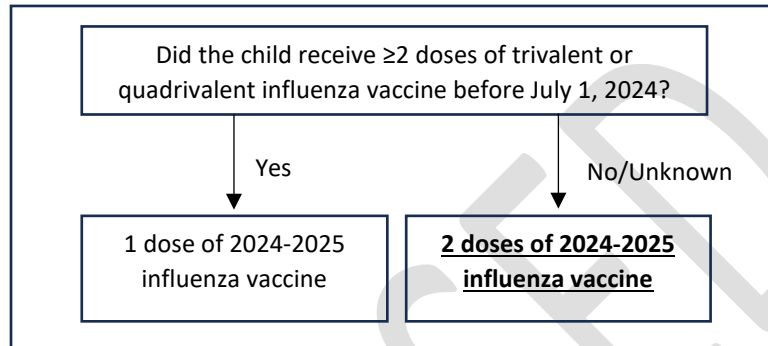 Did the child receive ≥2 doses of trivalent or
quadrivalent influenza vaccine before July 1, 2024?
Yes
No/Unknown
1 dose of 2024-2025
influenza vaccine
2 doses of 2024-2025
influenza vaccine